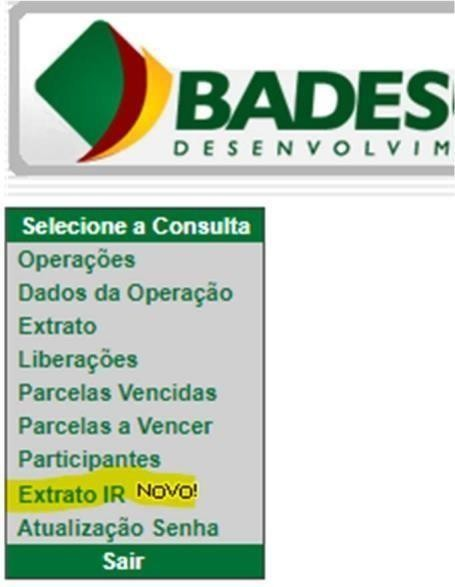 BADES
DESENVOLVIM
Selecione a Consulta
Operações
Dados da Operação
Extrato
Liberações
Parcelas Vencidas
Parcelas a Vencer
Participantes
Extrato IR NOVO!
Atualização Senha
Sair